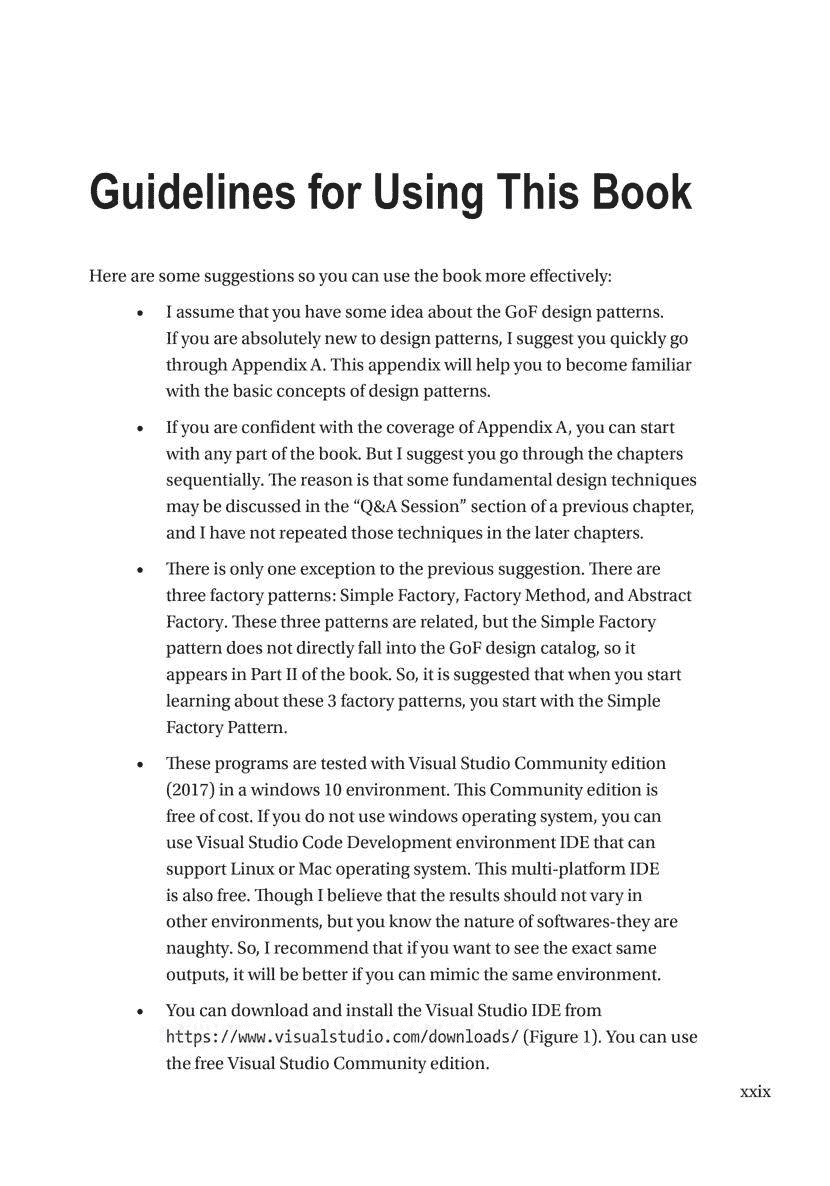 Guidelines for Using This Book
Here are some suggestions so you can use the book more effectively:
• I assume that you have some idea about the GoF design patterns.
If you are absolutely new to design patterns, I suggest you quickly go
through Appendix A. This appendix will help you to become familiar
with the basic concepts of design patterns.
• If you are confident with the coverage of Appendix A, you can start
with any part of the book. But I suggest you go through the chapters
sequentially. The reason is that some fundamental design techniques
may be discussed in the “Q&A Session” section of a previous chapter,
and I have not repeated those techniques in the later chapters.
• There is only one exception to the previous suggestion. There are
three factory patterns: Simple Factory, Factory Method, and Abstract
Factory. These three patterns are related, but the Simple Factory
pattern does not directly fall into the GoF design catalog, so it
appears in Part II of the book. So, it is suggested that when you start
learning about these 3 factory patterns, you start with the Simple
Factory Pattern.
• These programs are tested with Visual Studio Community edition
(2017) in a windows 10 environment. This Community edition is
free of cost. If you do not use windows operating system, you can
use Visual Studio Code Development environment IDE that can
support Linux or Mac operating system. This multi-platform IDE
is also free. Though I believe that the results should not vary in
other environments, but you know the nature of softwares-they are
naughty. So, I recommend that if you want to see the exact same
outputs, it will be better if you can mimic the same environment.
• You can download and install the Visual Studio IDE from
https://www.visualstudio.com/downloads/ (Figure 1). You can use
the free Visual Studio Community edition.
xxix